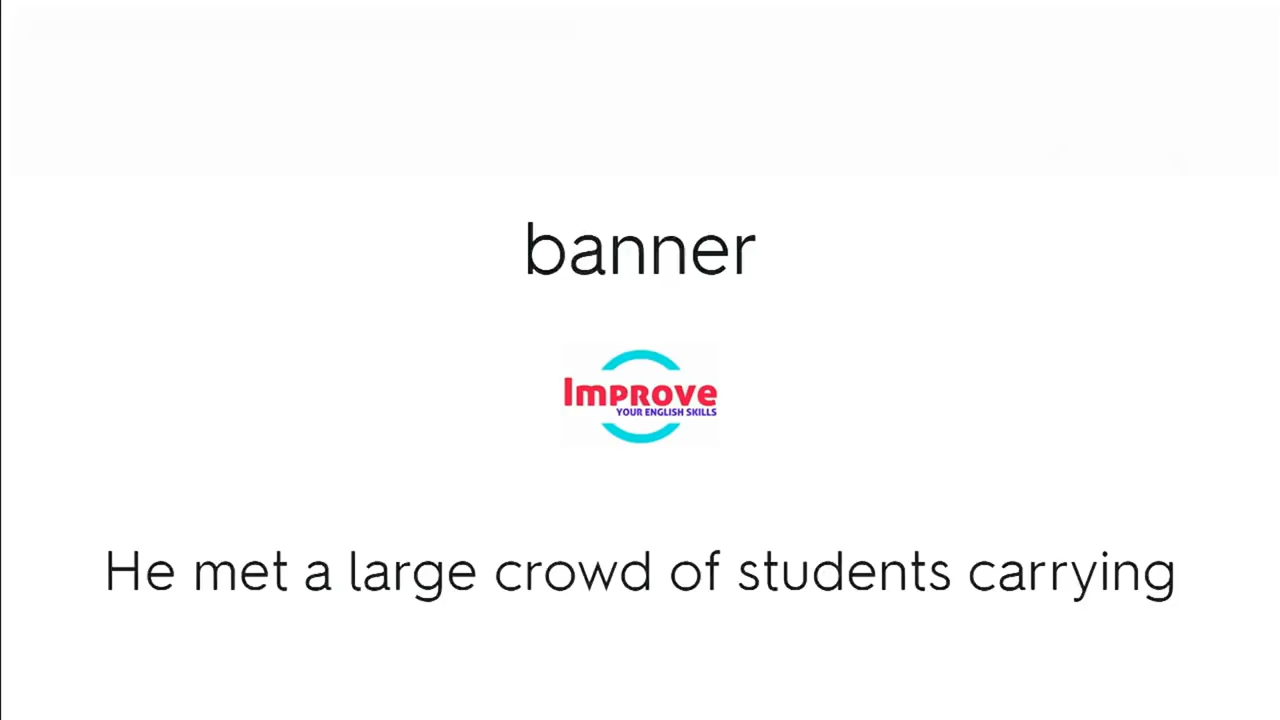 banner
Improve
YOUR ENGLISH SKILLS
He met a large crowd of students carrying